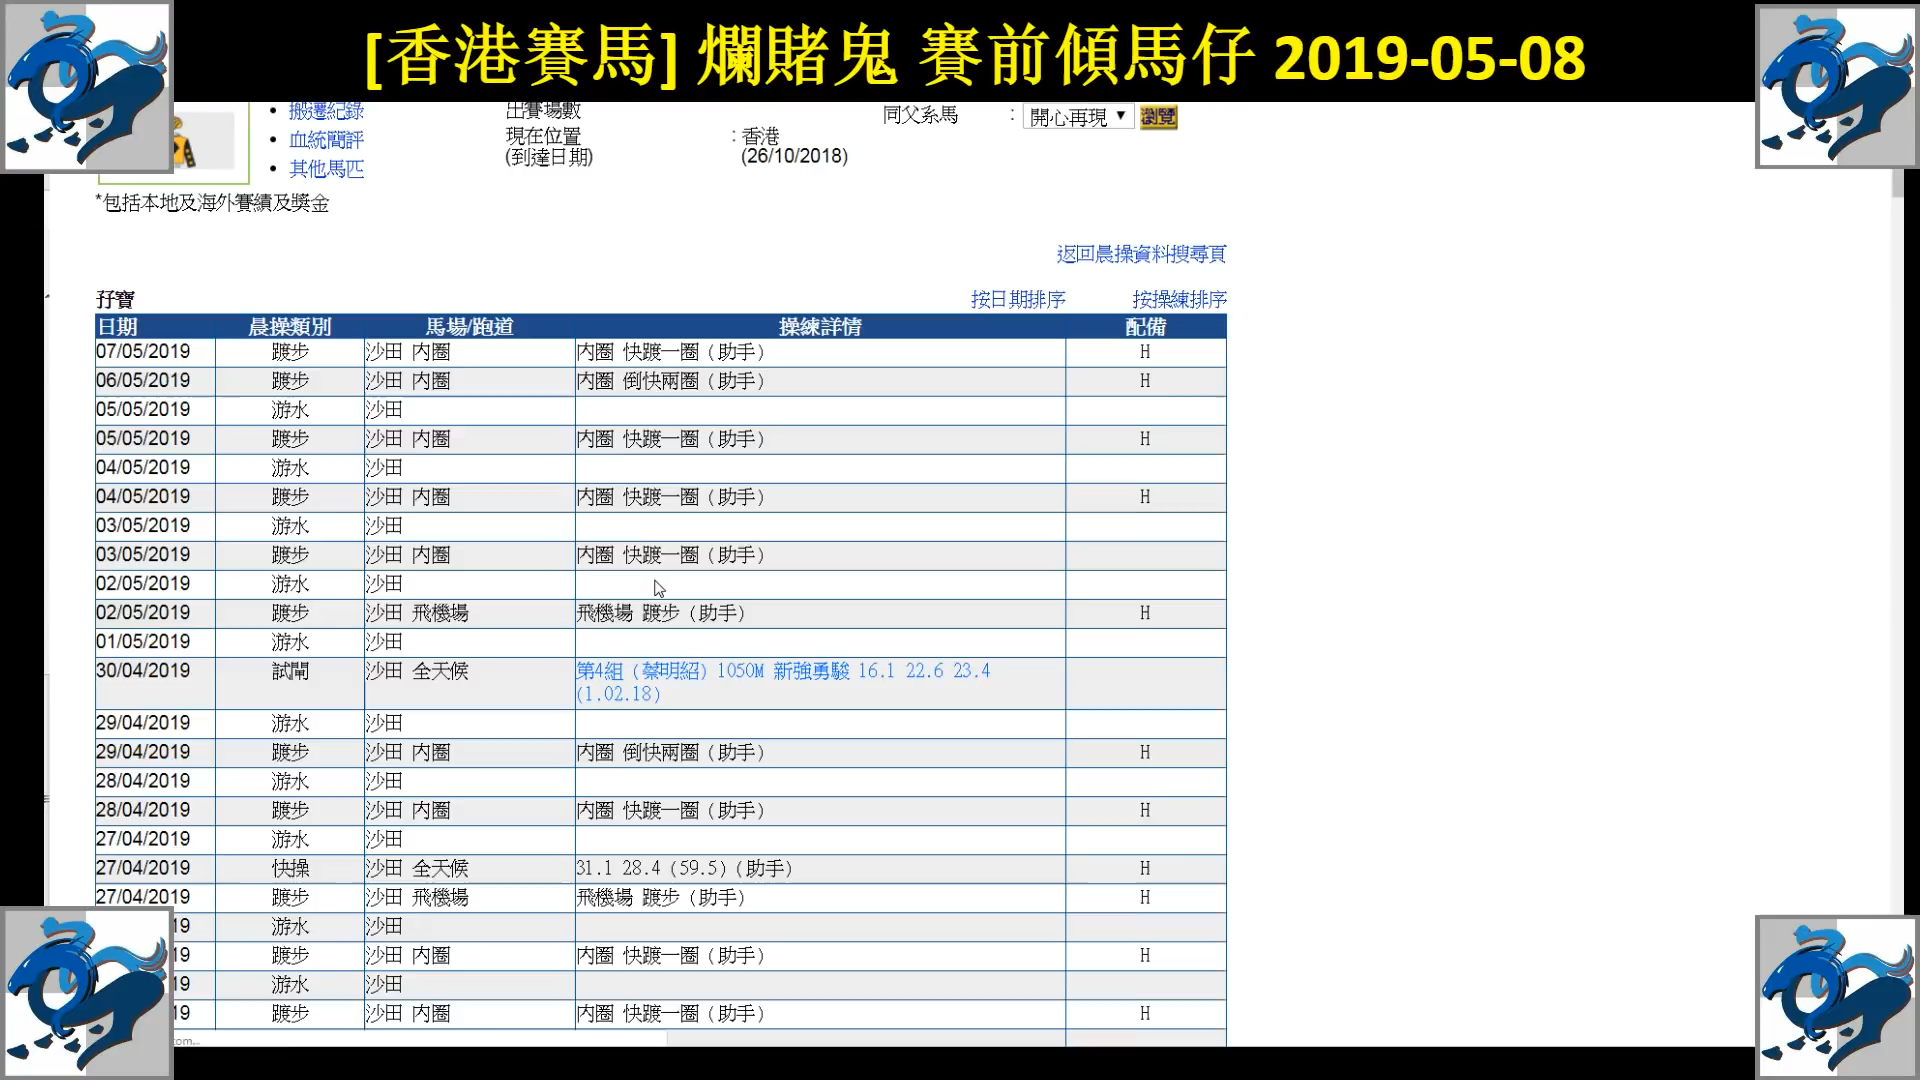 [香港賽馬] 爛賭鬼 賽前傾馬仔 2019-05-08
搬遷紀錄
血統簡評
其他馬匹
出賽場數
現在位置 : 香港
(到達日期) (26/10/2018)
同父系馬 : 開心再現 ▼ 瀏覽
*包括本地及海外賽績及獎金
返回晨操資料搜尋頁
孖寶 按日期排序 按操練排序
日期 晨操類別 馬場/跑道 操練詳情 配備
07/05/2019 踱步 沙田 內圈 內圈 快踱一圈 (助手) H
06/05/2019 踱步 沙田 內圈 內圈 倒快兩圈 (助手) H
05/05/2019 游水 沙田
05/05/2019 踱步 沙田 內圈 內圈 快踱一圈 (助手) H
04/05/2019 游水 沙田
04/05/2019 踱步 沙田 內圈 內圈 快踱一圈 (助手) H
03/05/2019 游水 沙田
03/05/2019 踱步 沙田 內圈 內圈 快踱一圈 (助手)
02/05/2019 游水 沙田
02/05/2019 踱步 沙田 飛機場 飛機場 踱步 (助手) H
01/05/2019 游水 沙田
30/04/2019 試閘 沙田 全天候 第4組 (蔡明紹) 1050M 新強勇駿 16.1 22.6 23.4
(1.02.18)
29/04/2019 游水 沙田
29/04/2019 踱步 沙田 內圈 內圈 倒快兩圈 (助手) H
28/04/2019 游水 沙田
28/04/2019 踱步 沙田 內圈 內圈 快踱一圈 (助手) H
27/04/2019 游水 沙田
27/04/2019 快操 沙田 全天候 31.1 28.4 (59.5) (助手) H
27/04/2019 踱步 沙田 飛機場 飛機場 踱步 (助手) H
19 游水 沙田
19 踱步 沙田 內圈 內圈 快踱一圈 (助手) H
19 游水 沙田
19 踱步 沙田 內圈 內圈 快踱一圈 (助手) H
com...